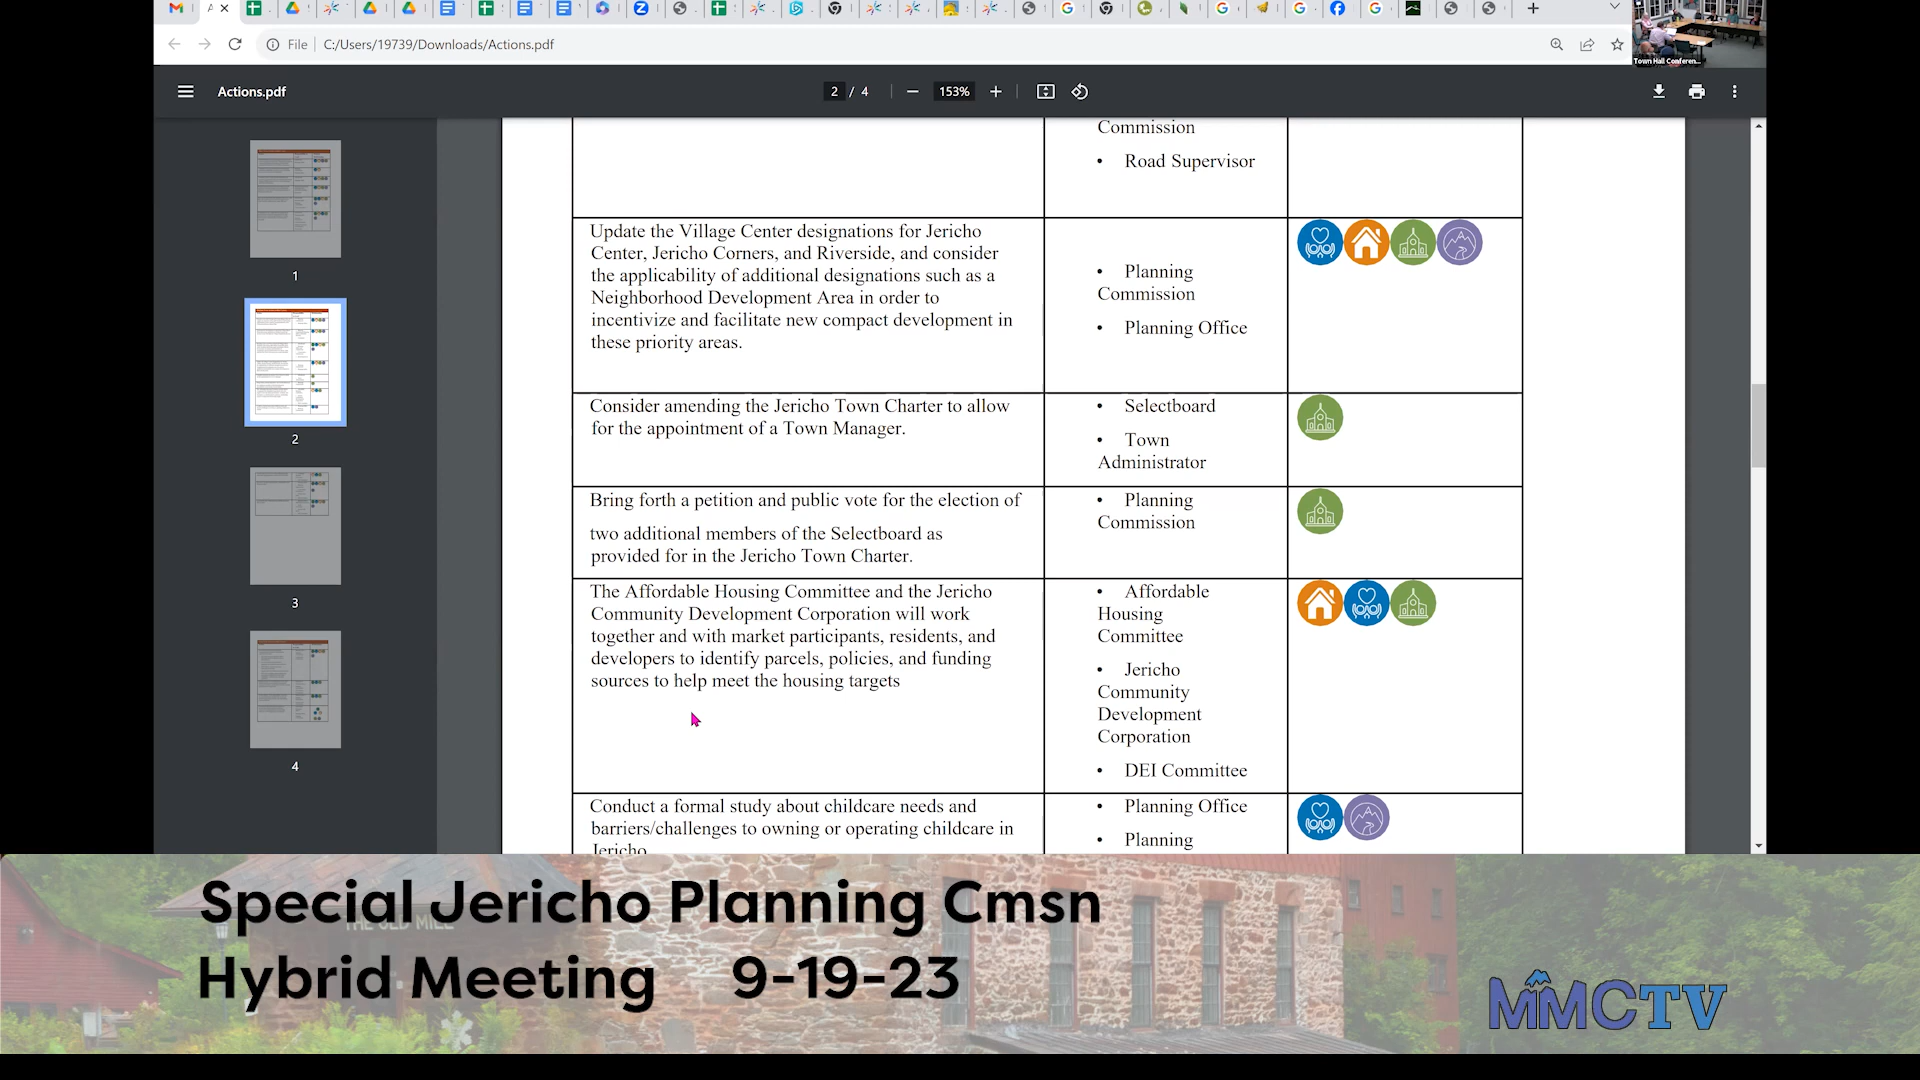 File
C:/Users/19739/Downloads/Actions.pdf
Town Hall Conferen...
Actions.pdf
2 / 4
153%
Commission
• Road Supervisor
Update the Village Center designations for Jericho
Center, Jericho Corners, and Riverside, and consider
the applicability of additional designations such as a
Neighborhood Development Area in order to
incentivize and facilitate new compact development in
these priority areas.
• Planning
Commission
• Planning Office
Consider amending the Jericho Town Charter to allow
for the appointment of a Town Manager.
• Selectboard
• Town
Administrator
Bring forth a petition and public vote for the election of
two additional members of the Selectboard as
provided for in the Jericho Town Charter.
• Planning
Commission
The Affordable Housing Committee and the Jericho
Community Development Corporation will work
together and with market participants, residents, and
developers to identify parcels, policies, and funding
sources to help meet the housing targets
• Affordable
Housing
Committee
• Jericho
Community
Development
Corporation
• DEI Committee
Conduct a formal study about childcare needs and
barriers/challenges to owning or operating childcare in
Jericho
• Planning Office
• Planning
1
2
3
4
THE OLD MILL
Special Jericho Planning Cmsn
Hybrid Meeting 9-19-23
MMCTV